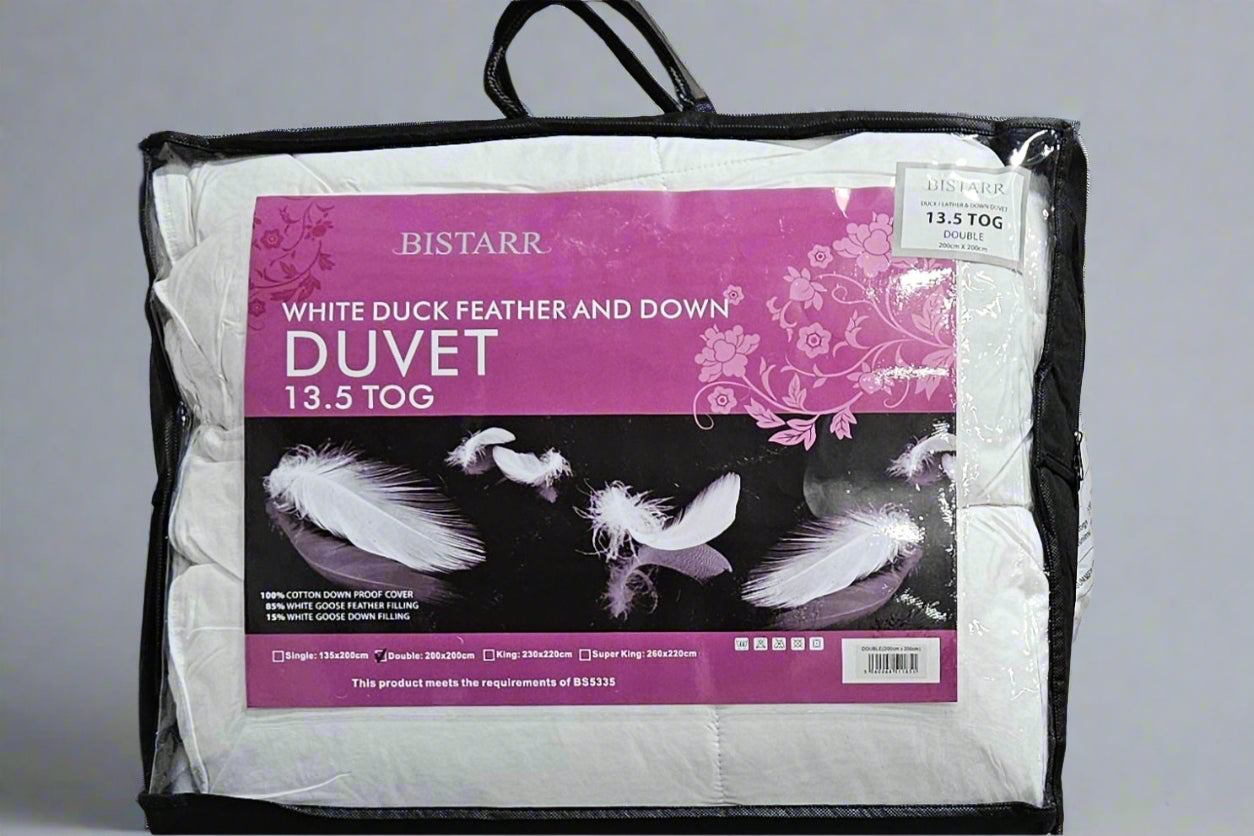 BISTARR
DUCK FEATHER & DOWN DUVET
13.5 TOG
DOUBLE
200cm X 200cm
BISTARR
WHITE DUCK FEATHER AND DOWN
DUVET
13.5 TOG
100% COTTON DOWN PROOF COVER
85% WHITE GOOSE FEATHER FILLING
15% WHITE GOOSE DOWN FILLING
Single: 135x200cm Double: 200x200cm King: 230x220cm Super King: 260x220cm
This product meets the requirements of BS5335